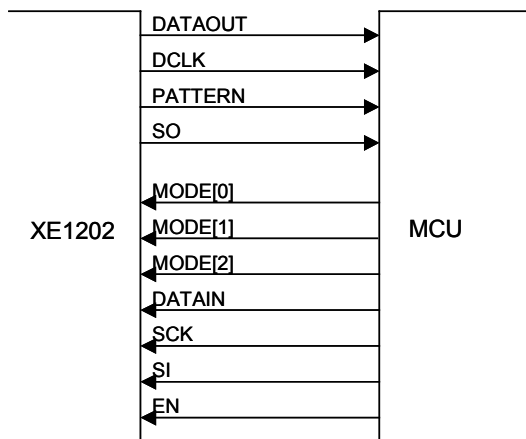 DATAOUT
DCLK
PATTERN
SO
MODE[0]
XE1202
MODE[1]
MCU
MODE[2]
DATAIN
SCK
SI
EN